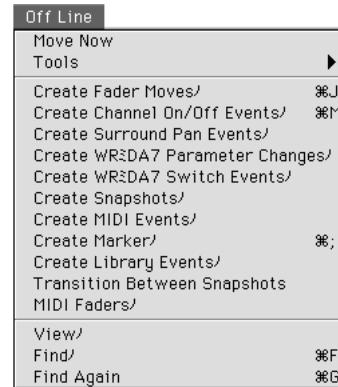 Off Line
Move Now
Tools
Create Fader Moves/ ⌘J
Create Channel On/Off Events/ ⌘M
Create Surround Pan Events/
Create WR⺀DA7 Parameter Changes/
Create WR⺀DA7 Switch Events/
Create Snapshots/
Create MIDI Events/
Create Marker/ ⌘;
Create Library Events/
Transition Between Snapshots
MIDI Faders/
View/
Find/ ⌘F
Find Again ⌘G